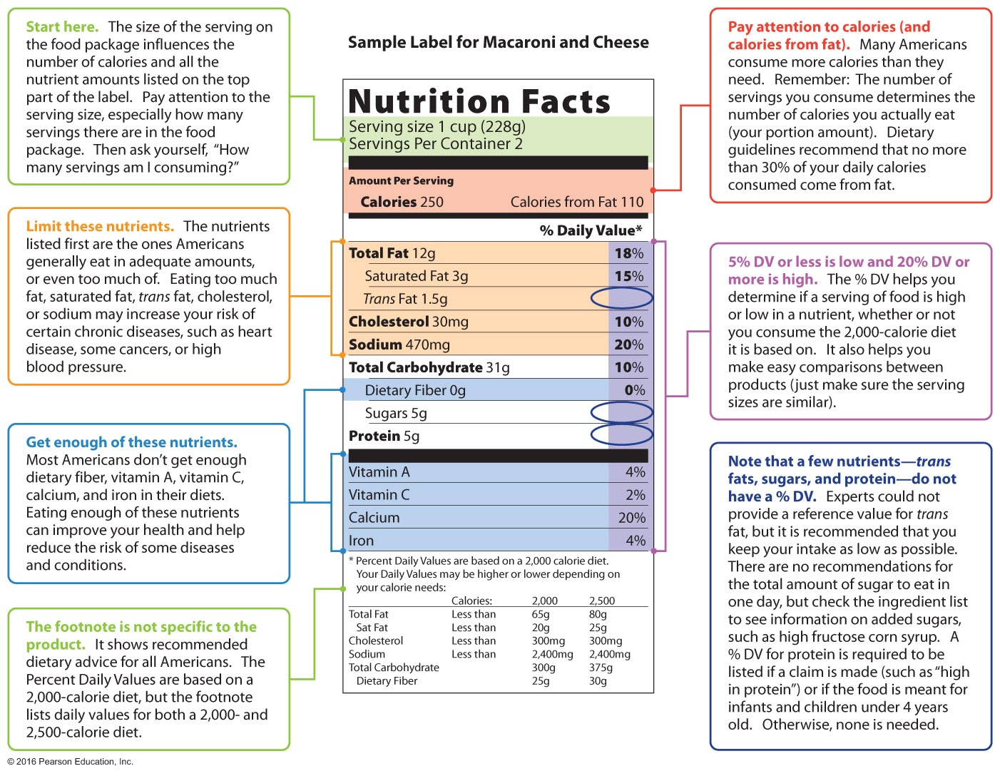 Start here. The size of the serving on
the food package influences the
number of calories and all the
nutrient amounts listed on the top
part of the label. Pay attention to the
serving size, especially how many
servings there are in the food
package. Then ask yourself, “How
many servings am I consuming?”
Limit these nutrients. The nutrients
listed first are the ones Americans
generally eat in adequate amounts,
or even too much of. Eating too much
fat, saturated fat, trans fat, cholesterol,
or sodium may increase your risk of
certain chronic diseases, such as heart
disease, some cancers, or high
blood pressure.
Get enough of these nutrients.
Most Americans don’t get enough
dietary fiber, vitamin A, vitamin C,
calcium, and iron in their diets.
Eating enough of these nutrients
can improve your health and help
reduce the risk of some diseases
and conditions.
The footnote is not specific to the
product. It shows recommended
dietary advice for all Americans. The
Percent Daily Values are based on a
2,000-calorie diet, but the footnote
lists daily values for both a 2,000- and
2,500-calorie diet.
Sample Label for Macaroni and Cheese
Nutrition Facts
Serving size 1 cup (228g)
Servings Per Container 2
Amount Per Serving
Calories 250 Calories from Fat 110
% Daily Value*
Total Fat 12g 18%
Saturated Fat 3g 15%
Trans Fat 1.5g
Cholesterol 30mg 10%
Sodium 470mg 20%
Total Carbohydrate 31g 10%
Dietary Fiber 0g 0%
Sugars 5g
Protein 5g
Vitamin A 4%
Vitamin C 2%
Calcium 20%
Iron 4%
* Percent Daily Values are based on a 2,000 calorie diet.
Your Daily Values may be higher or lower depending on
your calorie needs:
Calories: 2,000 2,500
Total Fat Less than 65g 80g
Sat Fat Less than 20g 25g
Cholesterol Less than 300mg 300mg
Sodium Less than 2,400mg 2,400mg
Total Carbohydrate 300g 375g
Dietary Fiber 25g 30g
Pay attention to calories (and
calories from fat). Many Americans
consume more calories than they
need. Remember: The number of
servings you consume determines the
number of calories you actually eat
(your portion amount). Dietary
guidelines recommend that no more
than 30% of your daily calories
consumed come from fat.
5% DV or less is low and 20% DV or
more is high. The % DV helps you
determine if a serving of food is high
or low in a nutrient, whether or not
you consume the 2,000-calorie diet
it is based on. It also helps you
make easy comparisons between
products (just make sure the serving
sizes are similar).
Note that a few nutrients—trans
fats, sugars, and protein—do not
have a % DV. Experts could not
provide a reference value for trans
fat, but it is recommended that you
keep your intake as low as possible.
There are no recommendations for
the total amount of sugar to eat in
one day, but check the ingredient list
to see information on added sugars,
such as high fructose corn syrup. A
% DV for protein is required to be
listed if a claim is made (such as “high
in protein”) or if the food is meant for
infants and children under 4 years
old. Otherwise, none is needed.
© 2016 Pearson Education, Inc.